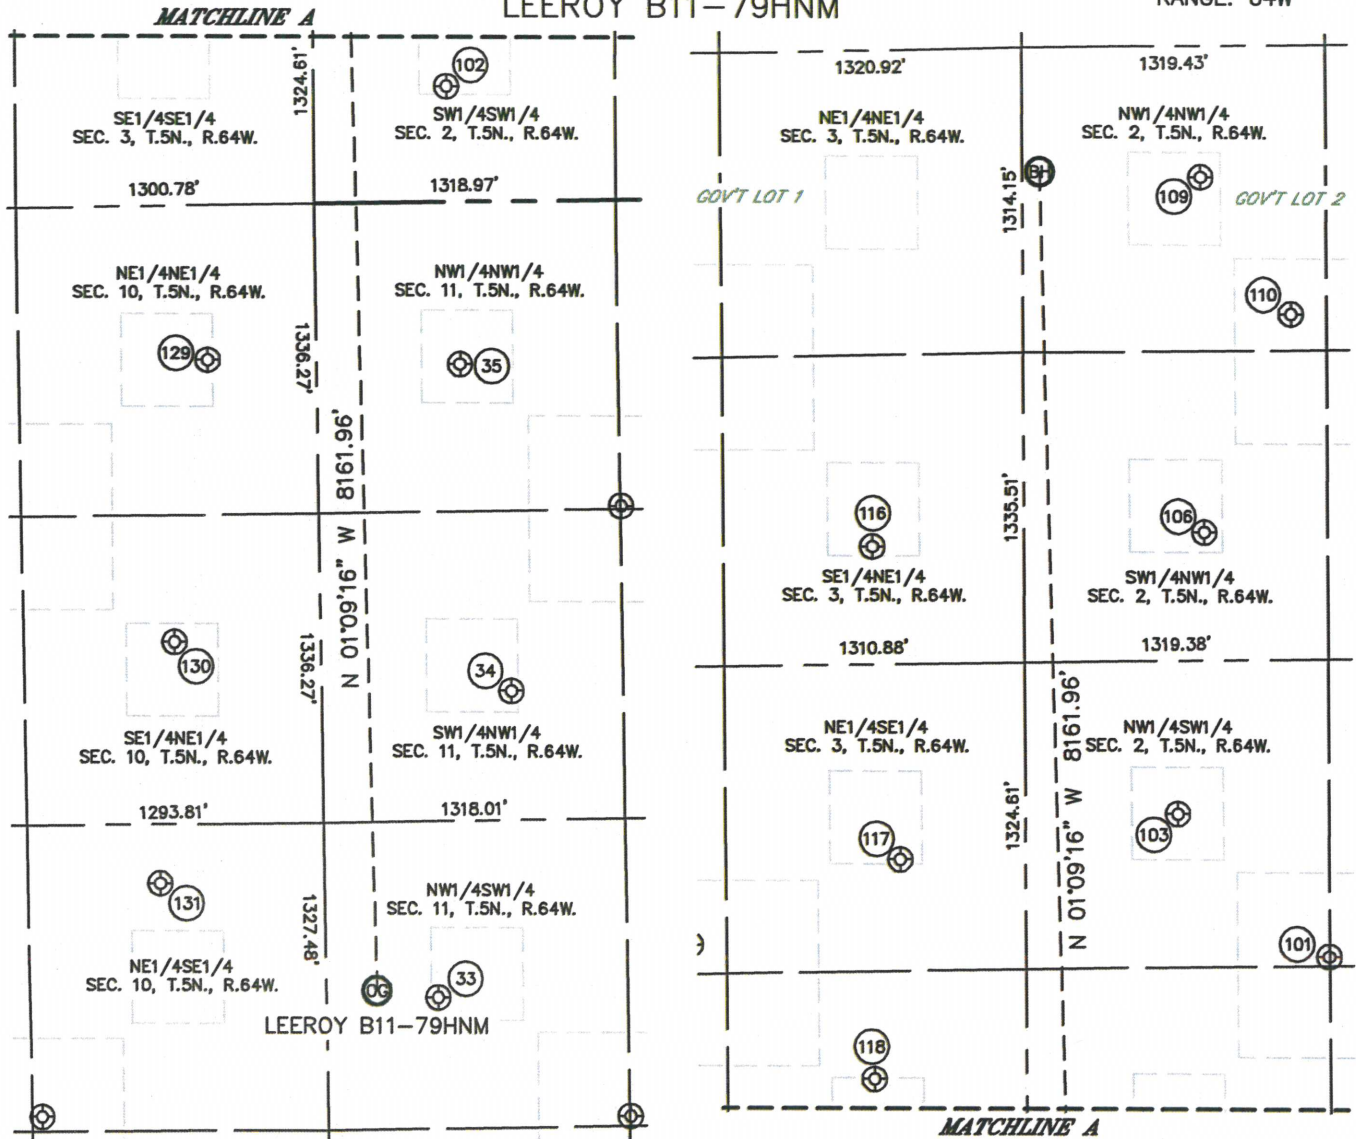 LEEROY B11-79HNM
MATCHLINE A
1324.61'
102
SE1/4SE1/4
SEC. 3, T.5N., R.64W.
SW1/4SW1/4
SEC. 2, T.5N., R.64W.
1300.78'
1318.97'
NE1/4NE1/4
SEC. 10, T.5N., R.64W.
NW1/4NW1/4
SEC. 11, T.5N., R.64W.
129
1336.27'
35
N 01°09'16" W 8161.96'
130
1336.27'
34
SE1/4NE1/4
SEC. 10, T.5N., R.64W.
SW1/4NW1/4
SEC. 11, T.5N., R.64W.
1293.81'
1318.01'
131
1327.48'
NW1/4SW1/4
SEC. 11, T.5N., R.64W.
NE1/4SE1/4
SEC. 10, T.5N., R.64W.
OG
33
LEEROY B11-79HNM
RANGE: 64W
1320.92'
1319.43'
NE1/4NE1/4
SEC. 3, T.5N., R.64W.
NW1/4NW1/4
SEC. 2, T.5N., R.64W.
BH
GOV'T LOT 1
1314.15'
109
GOV'T LOT 2
110
116
1335.51'
106
SE1/4NE1/4
SEC. 3, T.5N., R.64W.
SW1/4NW1/4
SEC. 2, T.5N., R.64W.
1310.88'
1319.38'
NE1/4SE1/4
SEC. 3, T.5N., R.64W.
NW1/4SW1/4
SEC. 2, T.5N., R.64W.
N 01°09'16" W 8161.96'
117
1324.61'
103
101
118
MATCHLINE A